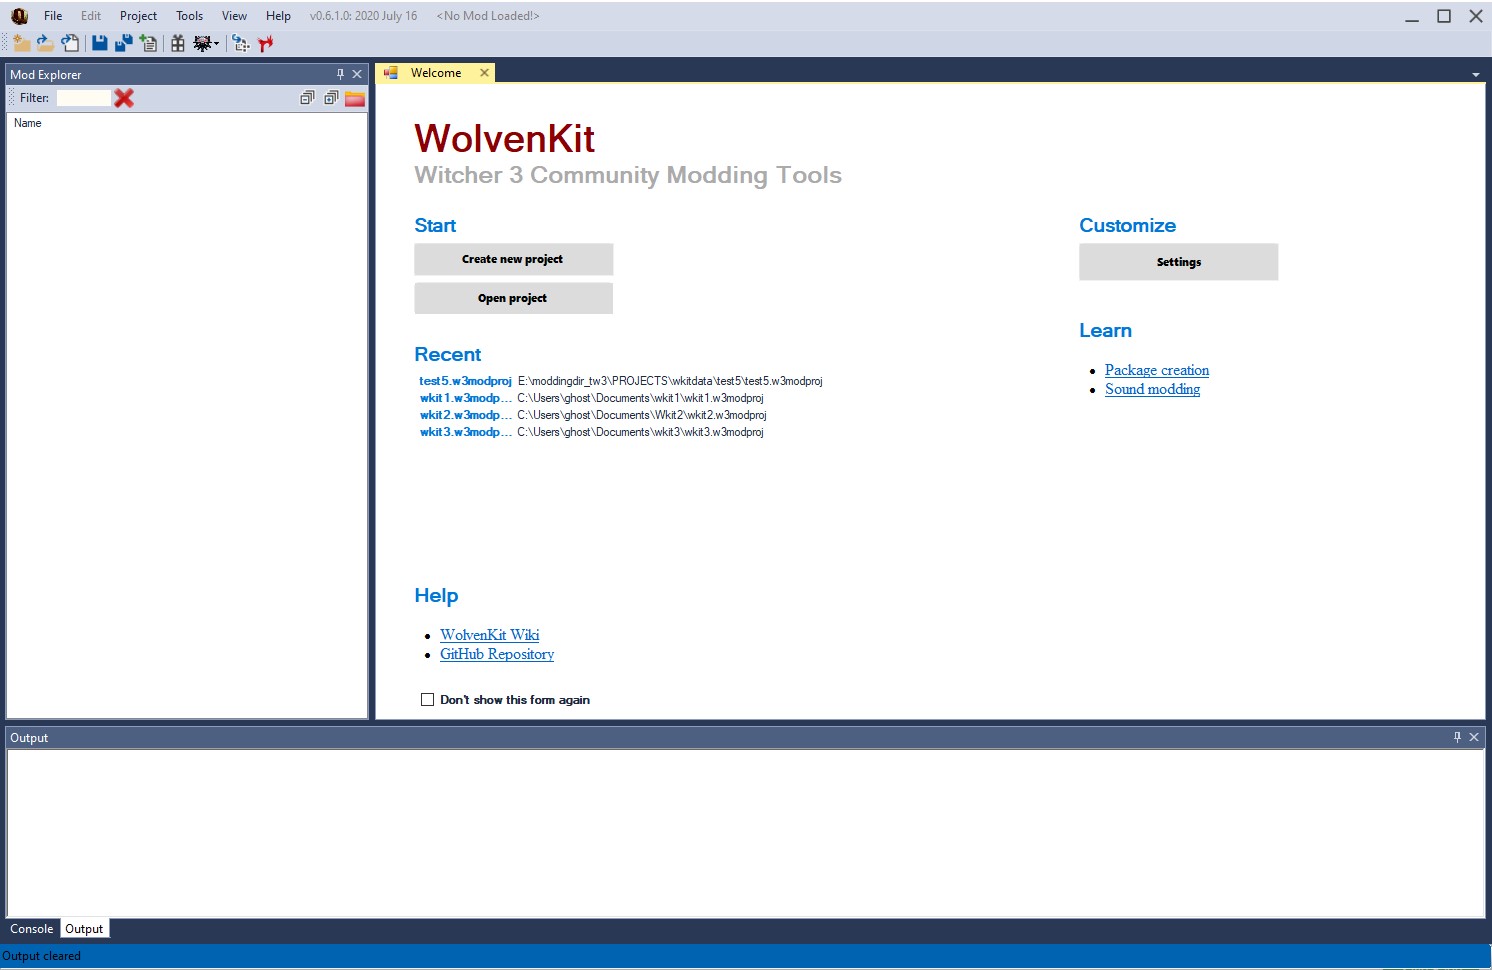 File Edit Project Tools View Help v0.6.1.0: 2020 July 16 <No Mod Loaded!>
Mod Explorer
Filter:
Name
Welcome
WolvenKit
Witcher 3 Community Modding Tools
Start
Create new project
Open project
Recent
test5.w3modproj E:\moddingdir_tw3\PROJECTS\wkitdata\test5\test5.w3modproj
wkit1.w3modp... C:\Users\ghost\Documents\wkit1\wkit1.w3modproj
wkit2.w3modp... C:\Users\ghost\Documents\Wkit2\wkit2.w3modproj
wkit3.w3modp... C:\Users\ghost\Documents\wkit3\wkit3.w3modproj
Customize
Settings
Learn
Package creation
Sound modding
Help
WolvenKit Wiki
GitHub Repository
Don't show this form again
Output
Console Output
Output cleared